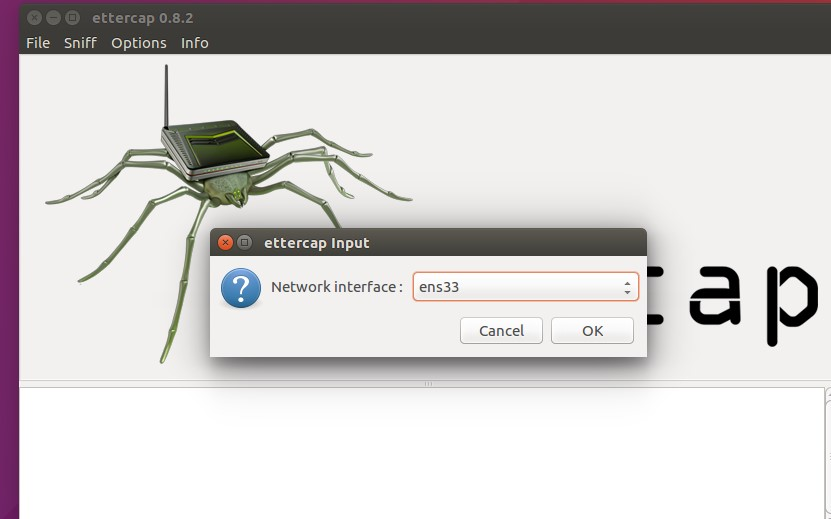 ettercap 0.8.2
File Sniff Options Info
ettercap Input
Network interface : ens33
Cancel OK
cap